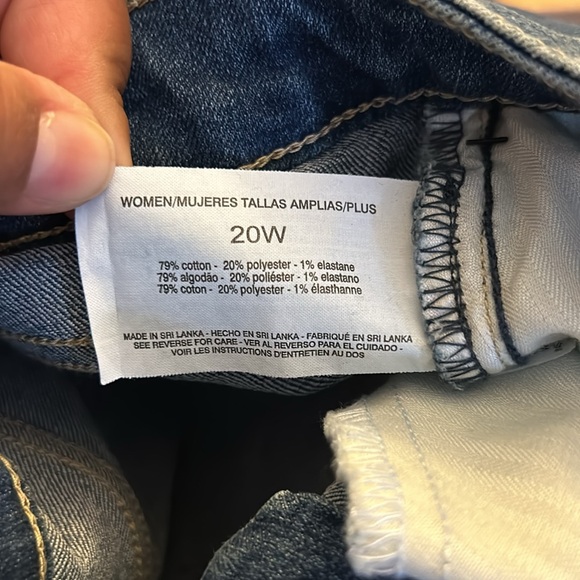 WOMEN/MUJERES TALLAS AMPLIAS/PLUS
20W
79% cotton - 20% polyester - 1% elastane
79% algodão - 20% poliéster - 1% elastano
79% coton - 20% polyester - 1% élasthanne
MADE IN SRI LANKA - HECHO EN SRI LANKA - FABRIQUÉ EN SRI LANKA
SEE REVERSE FOR CARE - VER AL REVERSO PARA EL CUIDADO -
VOIR LES INSTRUCTIONS D'ENTRETIEN AU DOS